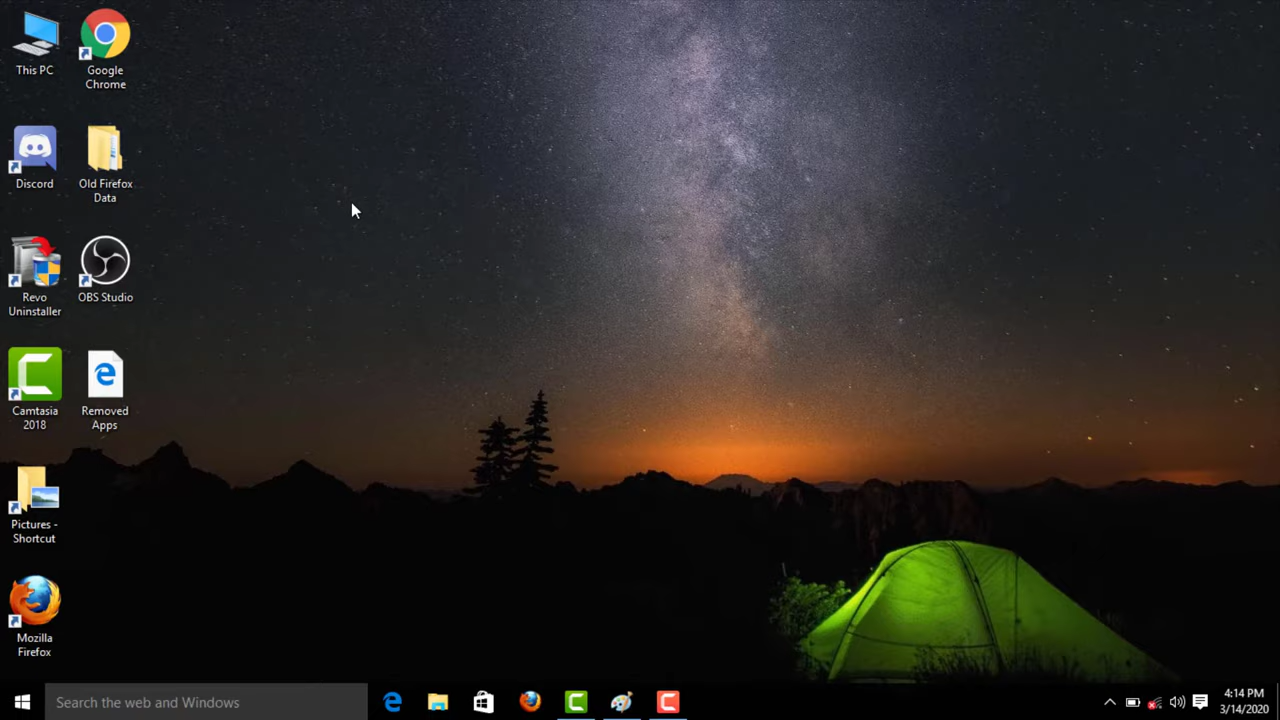 This PC
Google
Chrome
Discord
Old Firefox
Data
Revo
Uninstaller
OBS Studio
Camtasia
2018
Removed
Apps
Pictures -
Shortcut
Mozilla
Firefox
Search the web and Windows
4:14 PM
3/14/2020